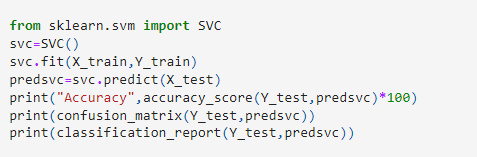 from sklearn.svm import SVC
svc=SVC()
svc.fit(X_train,Y_train)
predsvc=svc.predict(X_test)
print("Accuracy",accuracy_score(Y_test,predsvc)*100)
print(confusion_matrix(Y_test,predsvc))
print(classification_report(Y_test,predsvc))